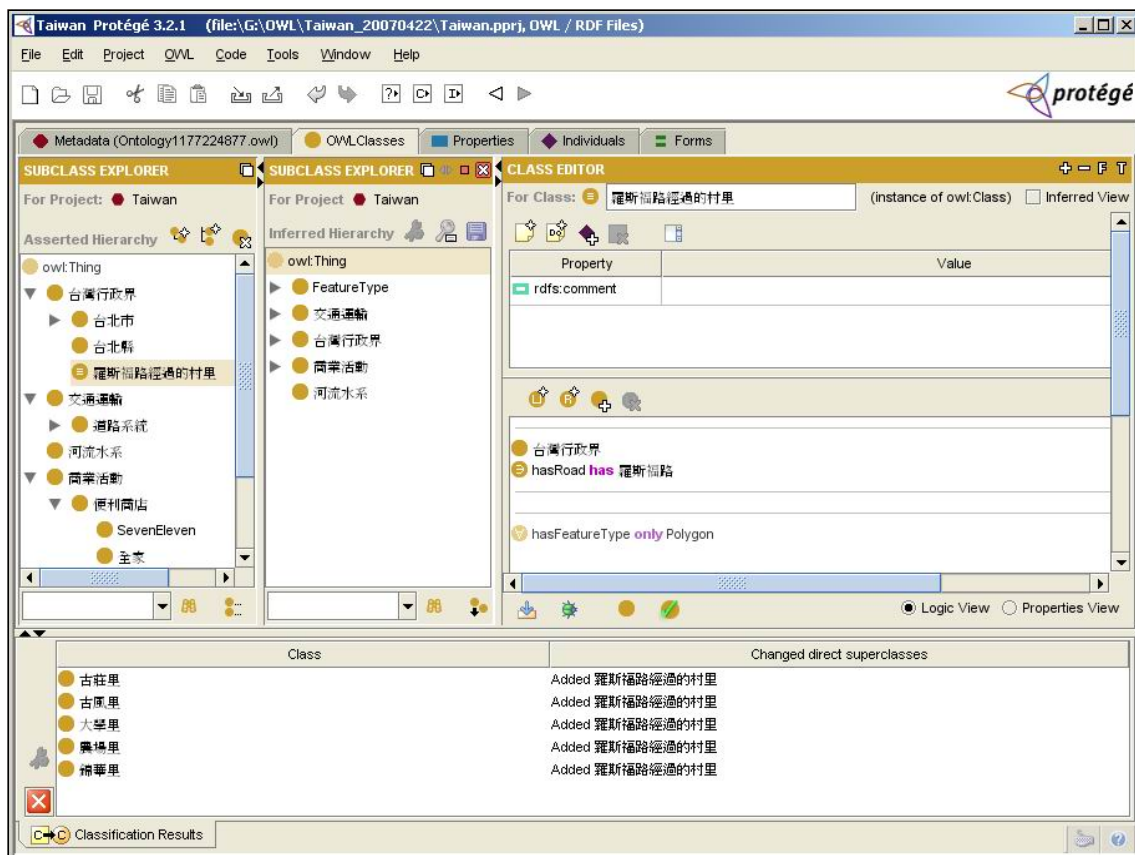 Taiwan Protégé 3.2.1 (file:\G:\OWL\Taiwan_20070422\Taiwan.pprj, OWL / RDF Files)
File Edit Project OWL Code Tools Window Help
protégé
Metadata (Ontology1177224877.owl) OWLClasses Properties Individuals Forms
SUBCLASS EXPLORER
For Project: Taiwan
Asserted Hierarchy
owl:Thing
台灣行政界
台北市
台北縣
羅斯福路經過的村里
交通運輸
道路系統
河流水系
商業活動
便利商店
SevenEleven
全家
SUBCLASS EXPLORER
For Project Taiwan
Inferred Hierarchy
owl:Thing
FeatureType
交通運輸
台灣行政界
商業活動
河流水系
CLASS EDITOR
For Class: 羅斯福路經過的村里 (instance of owl:Class) Inferred View
Property Value
rdfs:comment
台灣行政界
hasRoad has 羅斯福路
hasFeatureType only Polygon
Logic View Properties View
Class Changed direct superclasses
古莊里 Added 羅斯福路經過的村里
古風里 Added 羅斯福路經過的村里
大學里 Added 羅斯福路經過的村里
農場里 Added 羅斯福路經過的村里
錦華里 Added 羅斯福路經過的村里
Classification Results